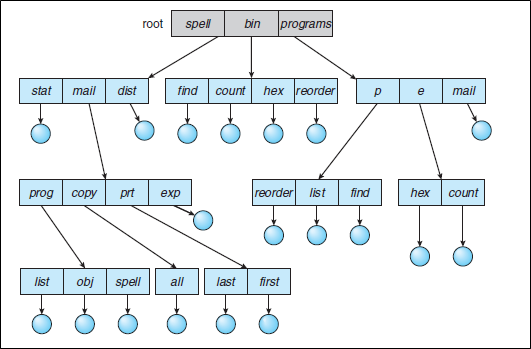 root spell bin programs
stat mail dist find count hex reorder p e mail
prog copy prt exp reorder list find hex count
list obj spell all last first